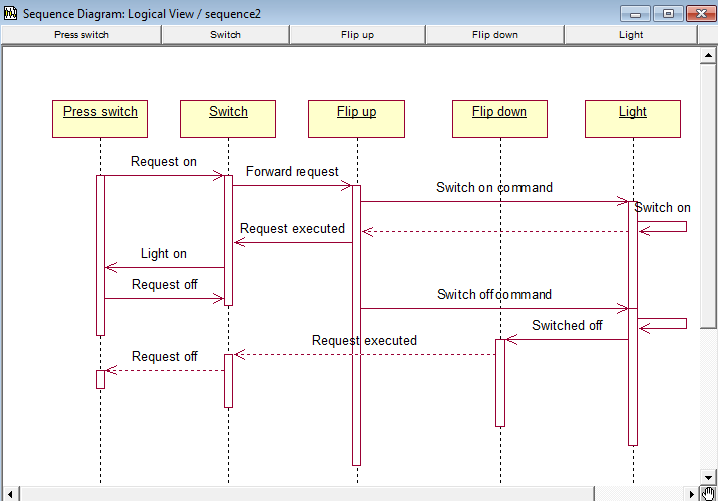 Sequence Diagram: Logical View / sequence2
Press switch
Switch
Flip up
Flip down
Light
Press switch
Switch
Flip up
Flip down
Light
Request on
Forward request
Switch on command
Switch on
Request executed
Light on
Request off
Switch off command
Switched off
Request executed
Request off